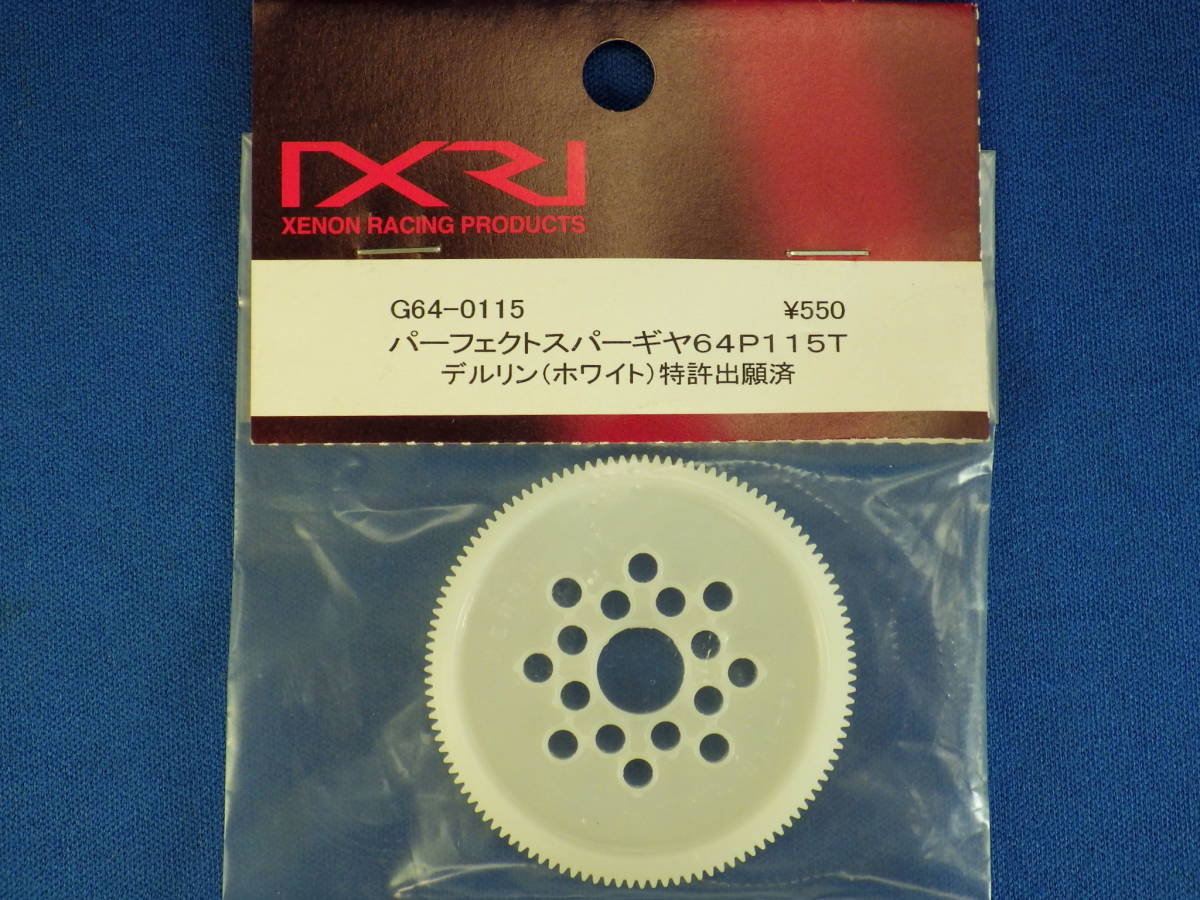 XENON RACING PRODUCTS
G64-0115 ¥550
パーフェクトスパーギヤ64P115T
デルリン(ホワイト)特許出願済